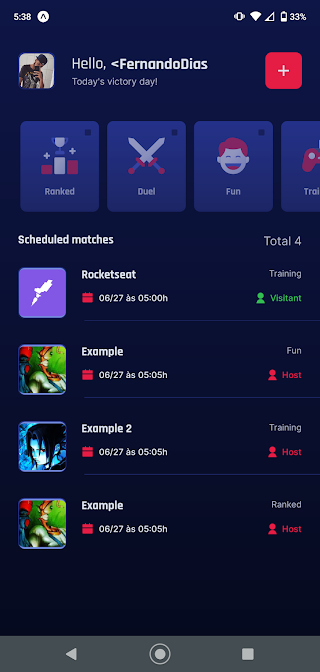 5:38
33%
Hello, <FernandoDias
Today's victory day!
Ranked
Duel
Fun
Trai
Scheduled matches
Total 4
Rocketseat
Training
06/27 às 05:00h
Visitant
Example
Fun
06/27 às 05:05h
Host
Example 2
Training
06/27 às 05:05h
Host
Example
Ranked
06/27 às 05:05h
Host